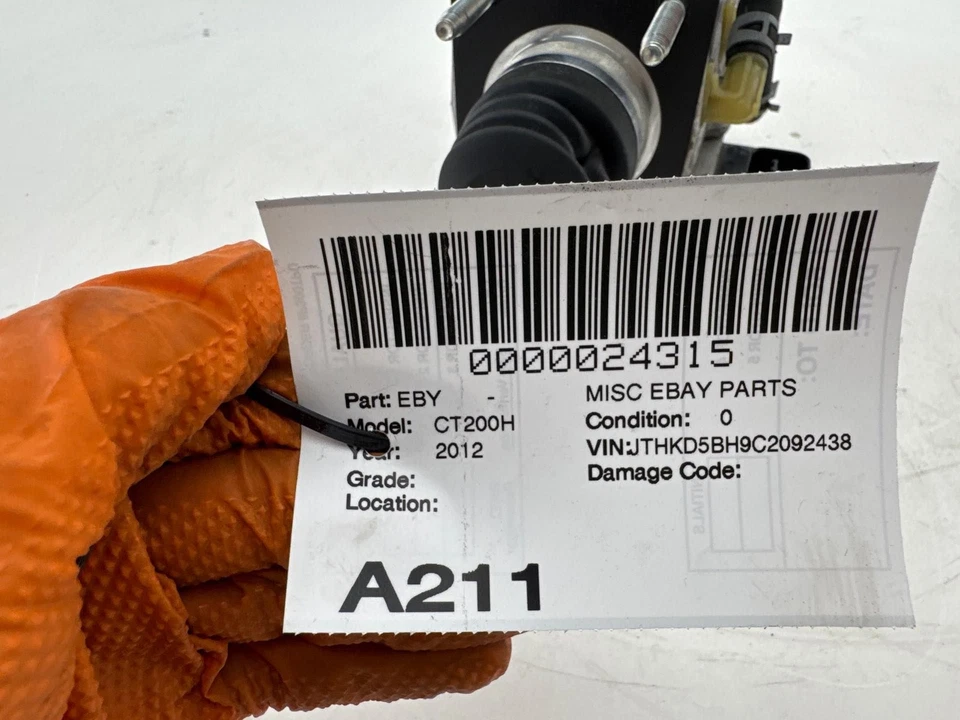 0000024315
Part: EBY - MISC EBAY PARTS
Model: CT200H Condition: 0
Year: 2012 VIN:JTHKD5BH9C2092438
Grade: Damage Code:
Location:
A211